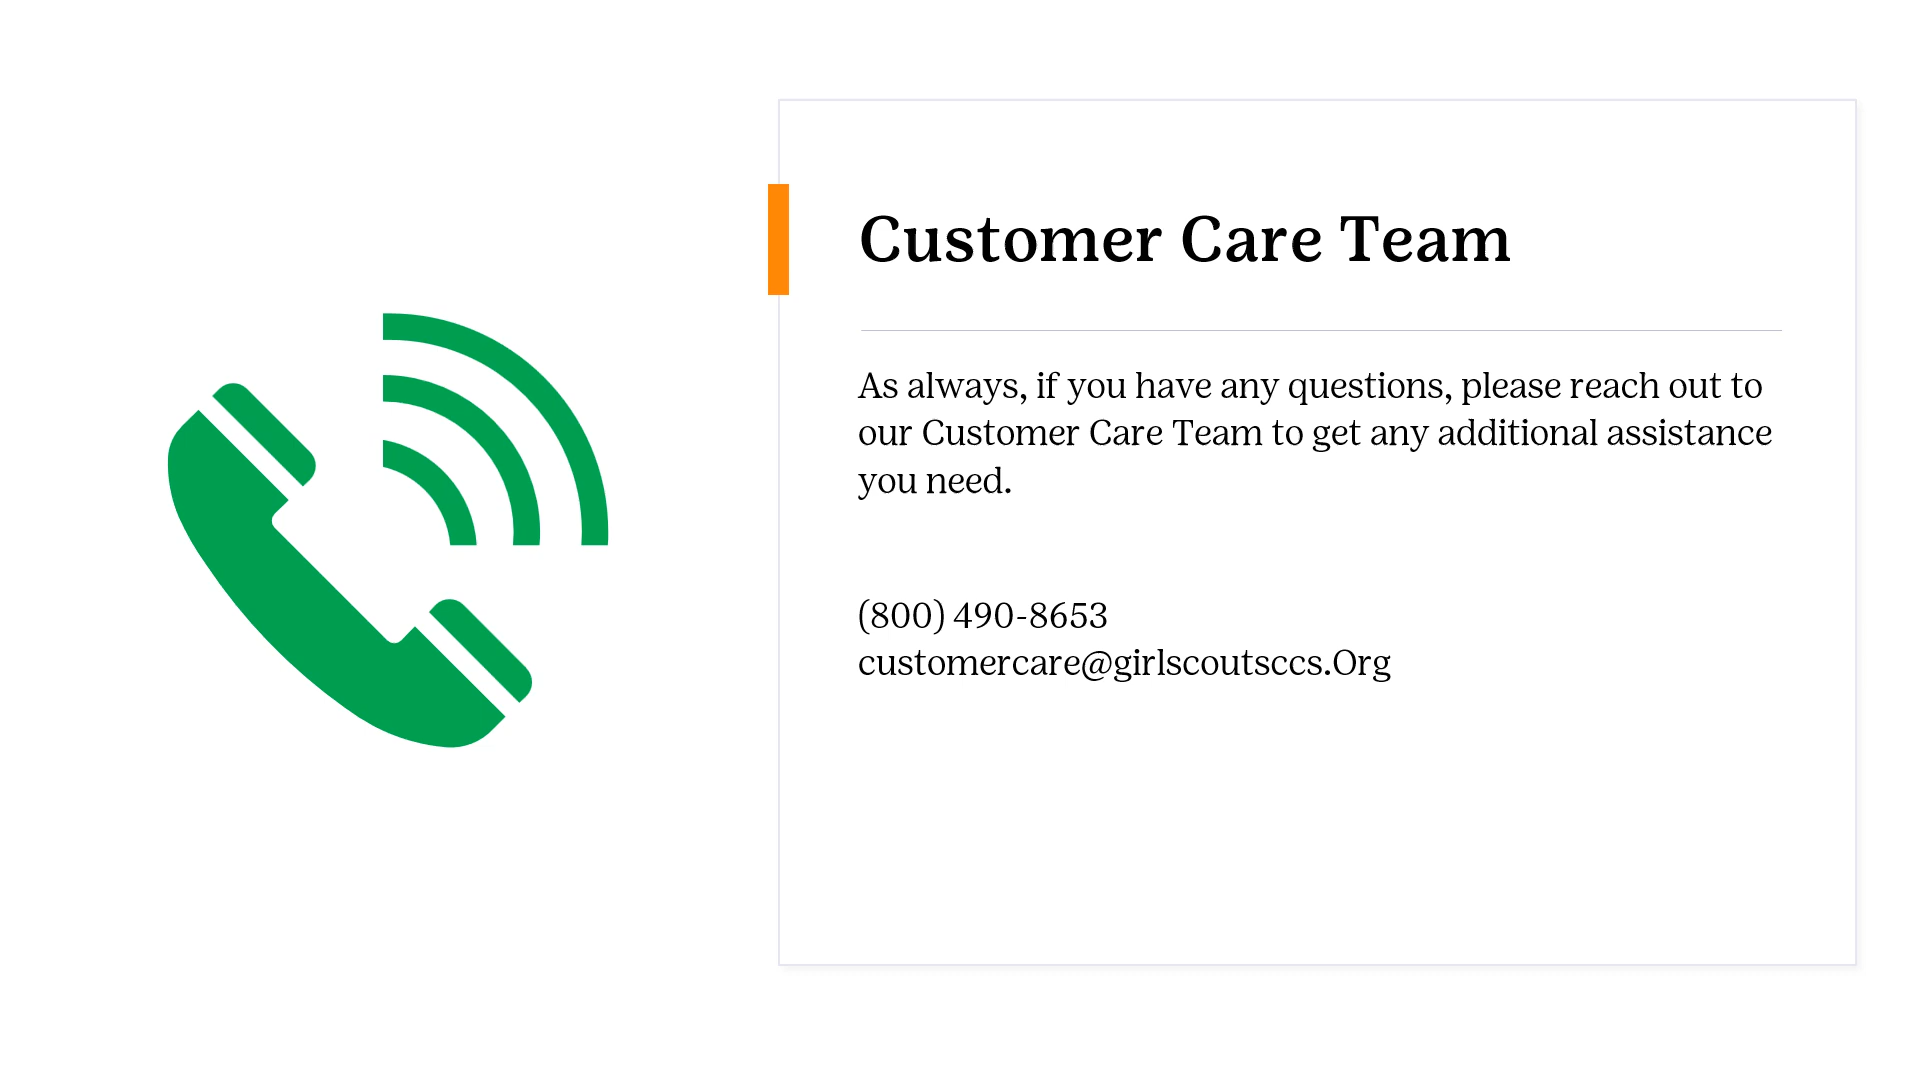 Customer Care Team
As always, if you have any questions, please reach out to
our Customer Care Team to get any additional assistance
you need.
(800) 490-8653
customercare@girlscoutsccs.Org